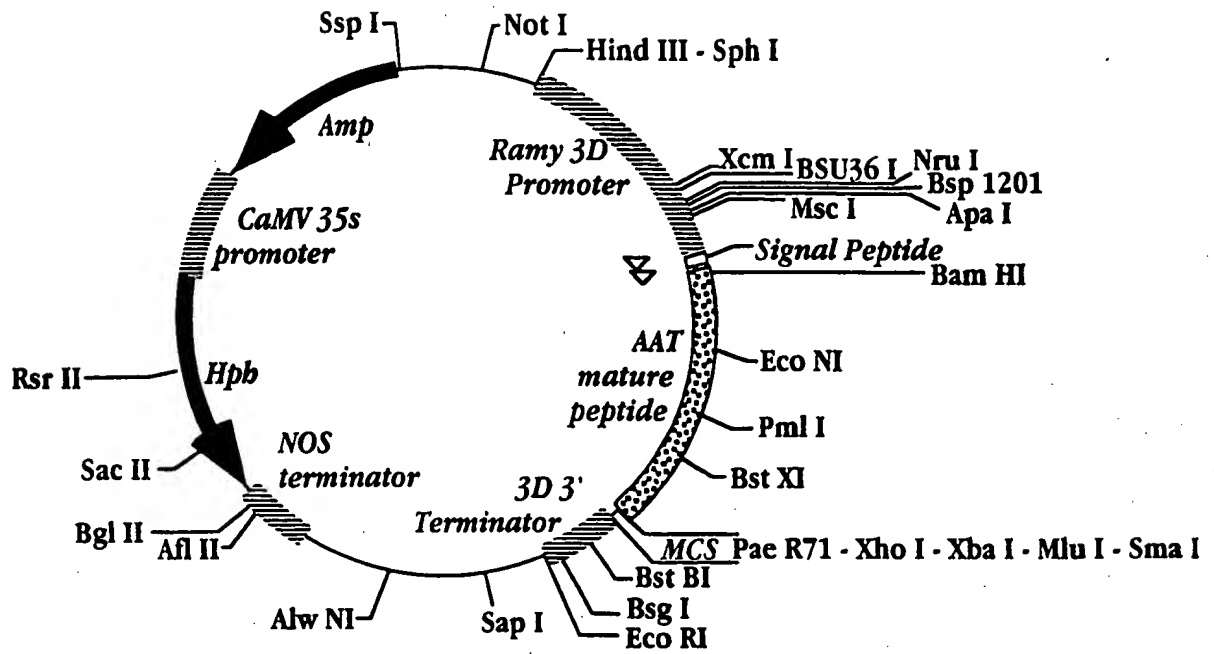 Ssp I
Not I
Hind III - Sph I
Amp
Ramy 3D
Promoter
Xcm I
BSU36 I
Nru I
Bsp 1201
Msc I
Apa I
CaMV 35s
promoter
Signal Peptide
Bam HI
AAT
mature
peptide
Eco NI
Rsr II
Hph
Pml I
Sac II
NOS
terminator
Bst XI
3D 3'
Terminator
Bgl II
Afl II
MCS
Pae R71 - Xho I - Xba I - Mlu I - Sma I
Bst BI
Alw NI
Sap I
Bsg I
Eco RI